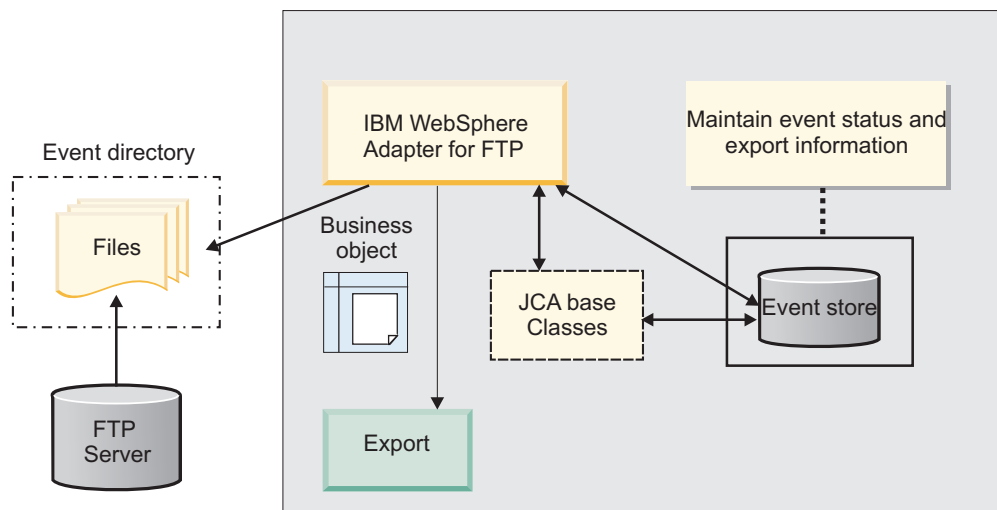 Event directory
Files
FTP
Server
IBM WebSphere
Adapter for FTP
Business
object
JCA base
Classes
Export
Maintain event status and
export information
Event store